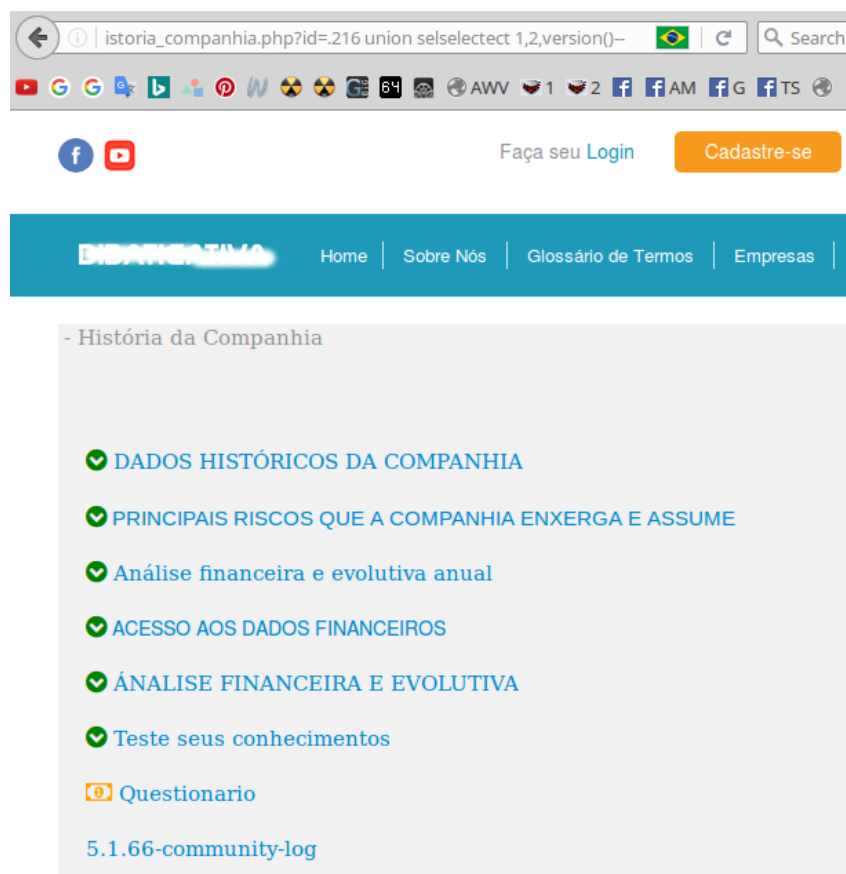 istoria_companhia.php?id=.216 union selselectect 1,2,version()-- Search
64 AWV 1 2 AM G TS
Faça seu Login Cadastre-se
Home Sobre Nós Glossário de Termos Empresas
- História da Companhia
DADOS HISTÓRICOS DA COMPANHIA
PRINCIPAIS RISCOS QUE A COMPANHIA ENXERGA E ASSUME
Análise financeira e evolutiva anual
ACESSO AOS DADOS FINANCEIROS
ÁNALISE FINANCEIRA E EVOLUTIVA
Teste seus conhecimentos
Questionario
5.1.66-community-log